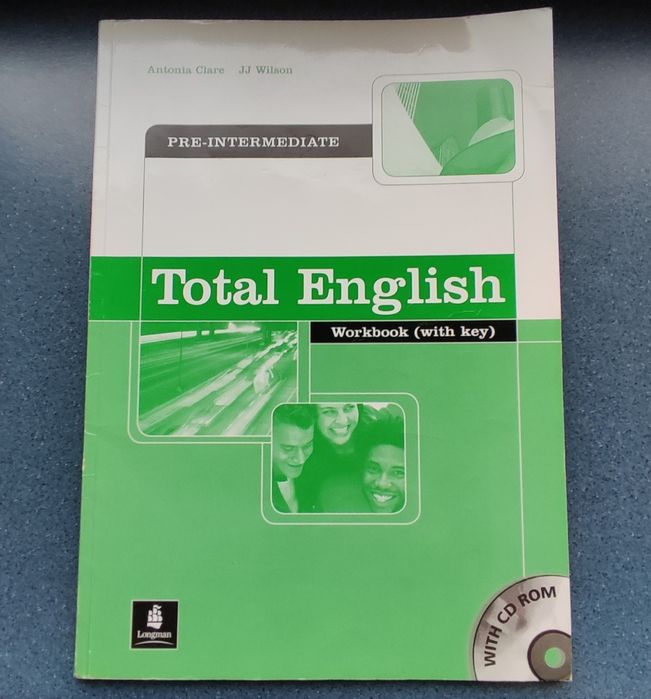 Antonia Clare JJ Wilson
PRE-INTERMEDIATE
Total English
Workbook (with key)
Longman
WITH CD ROM